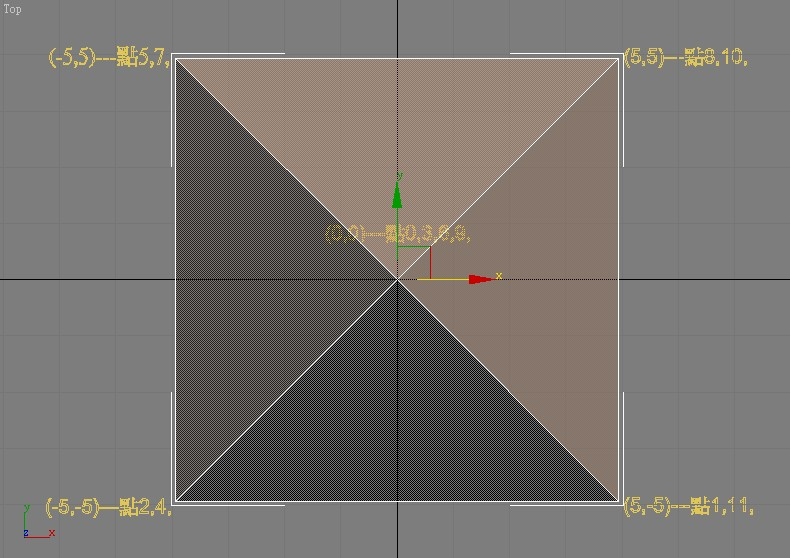 Top
(-5,5)---點5,7,
(5,5)---點8,10,
y
(0,0)---點0,3,6,9,
x
(-5,-5)---點2,4,
(5,-5)---點1,11,
y
z x